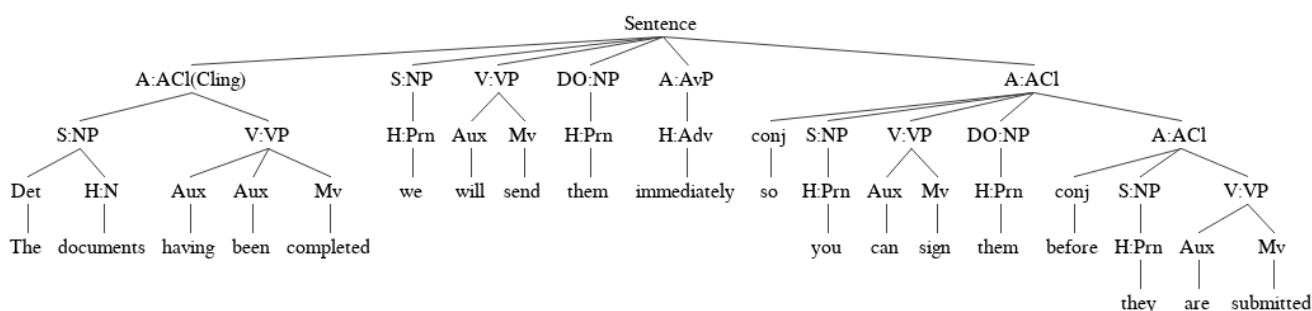 Sentence
A:ACl(Cling) S:NP V:VP DO:NP A:AvP A:ACl
S:NP V:VP H:Prn Aux Mv H:Prn H:Adv conj S:NP V:VP DO:NP A:ACl
Det H:N Aux Aux Mv we will send them immediately so H:Prn Aux Mv H:Prn conj S:NP V:VP
The documents having been completed you can sign them before H:Prn Aux Mv
they are submitted